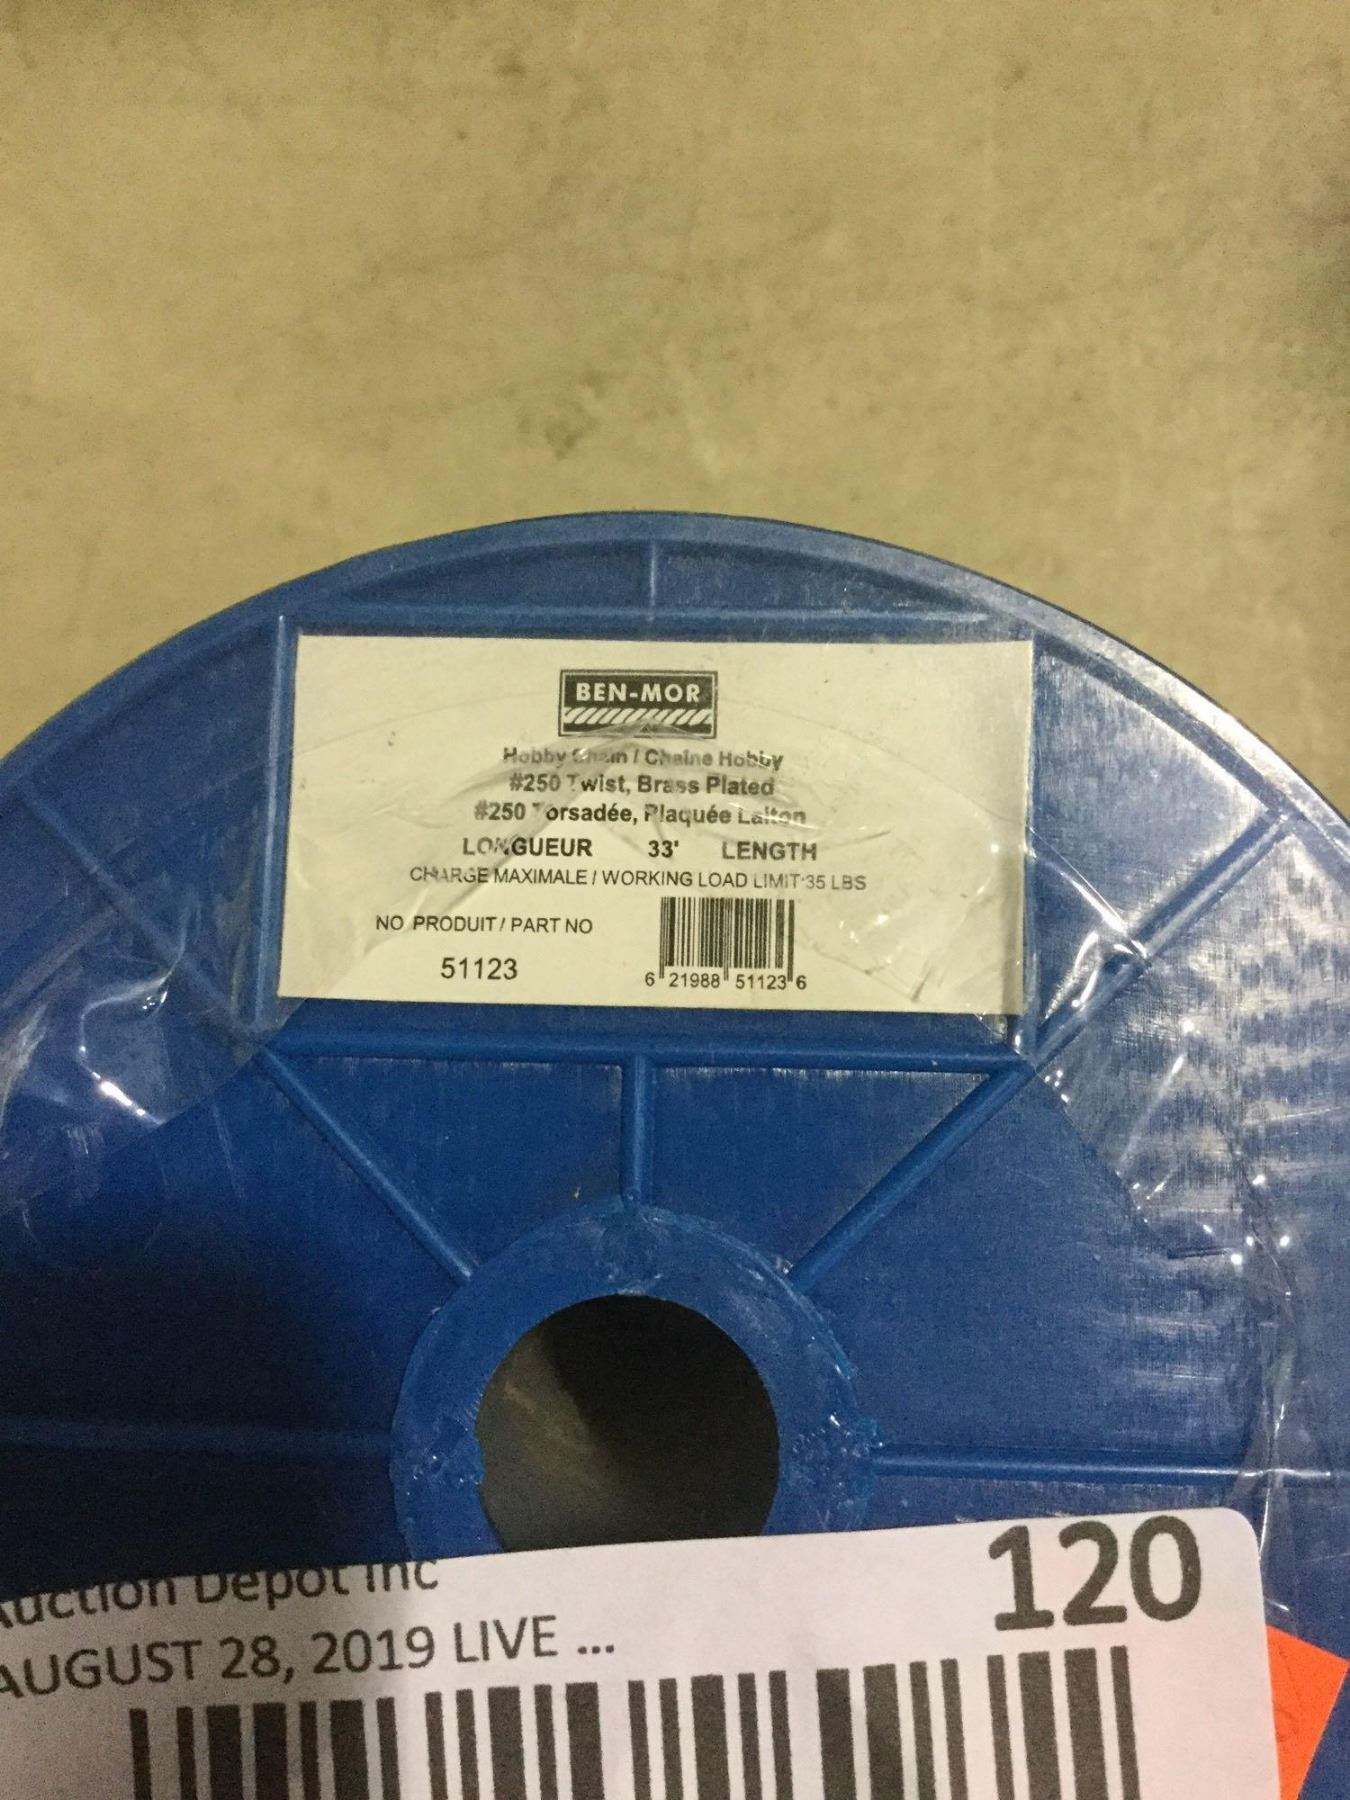 BEN-MOR
Hobby Chain / Chaîne Hobby
#250 Twist, Brass Plated
#250 Torsadée, Plaquée Laiton
LONGUEUR 33' LENGTH
CHARGE MAXIMALE / WORKING LOAD LIMIT:35 LBS
NO PRODUIT / PART NO
51123
6 21988 51123 6
Auction Depot Inc
120
AUGUST 28, 2019 LIVE ...